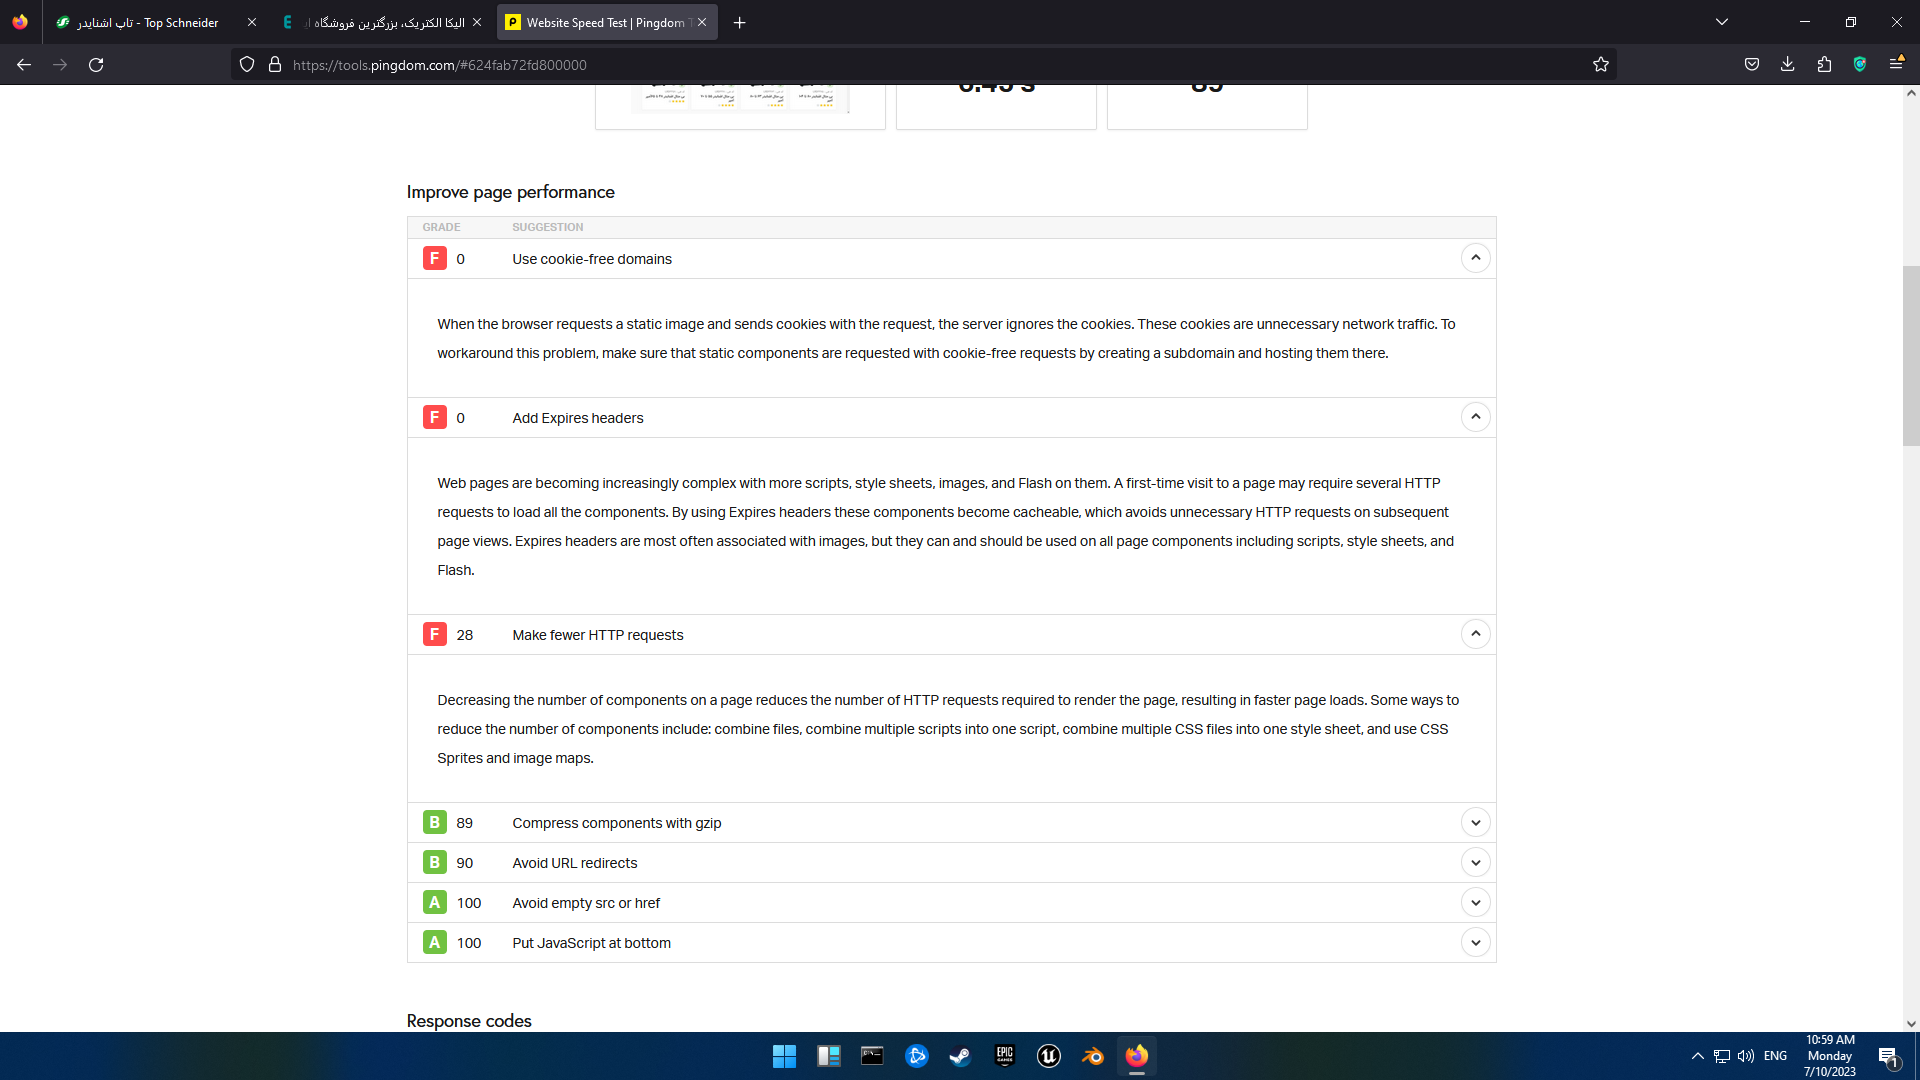 تاپ اشنایدر - Top Schneider
الیکا الکتریک، بزرگترین فروشگاه
Website Speed Test | Pingdom T
https://tools.pingdom.com/#624fab72fd800000
89
Improve page performance
GRADE SUGGESTION
F 0 Use cookie-free domains
When the browser requests a static image and sends cookies with the request, the server ignores the cookies. These cookies are unnecessary network traffic. To
workaround this problem, make sure that static components are requested with cookie-free requests by creating a subdomain and hosting them there.
F 0 Add Expires headers
Web pages are becoming increasingly complex with more scripts, style sheets, images, and Flash on them. A first-time visit to a page may require several HTTP
requests to load all the components. By using Expires headers these components become cacheable, which avoids unnecessary HTTP requests on subsequent
page views. Expires headers are most often associated with images, but they can and should be used on all page components including scripts, style sheets, and
Flash.
F 28 Make fewer HTTP requests
Decreasing the number of components on a page reduces the number of HTTP requests required to render the page, resulting in faster page loads. Some ways to
reduce the number of components include: combine files, combine multiple scripts into one script, combine multiple CSS files into one style sheet, and use CSS
Sprites and image maps.
B 89 Compress components with gzip
B 90 Avoid URL redirects
A 100 Avoid empty src or href
A 100 Put JavaScript at bottom
Response codes
EPIC GAMES
ENG
10:59 AM
Monday
7/10/2023
1